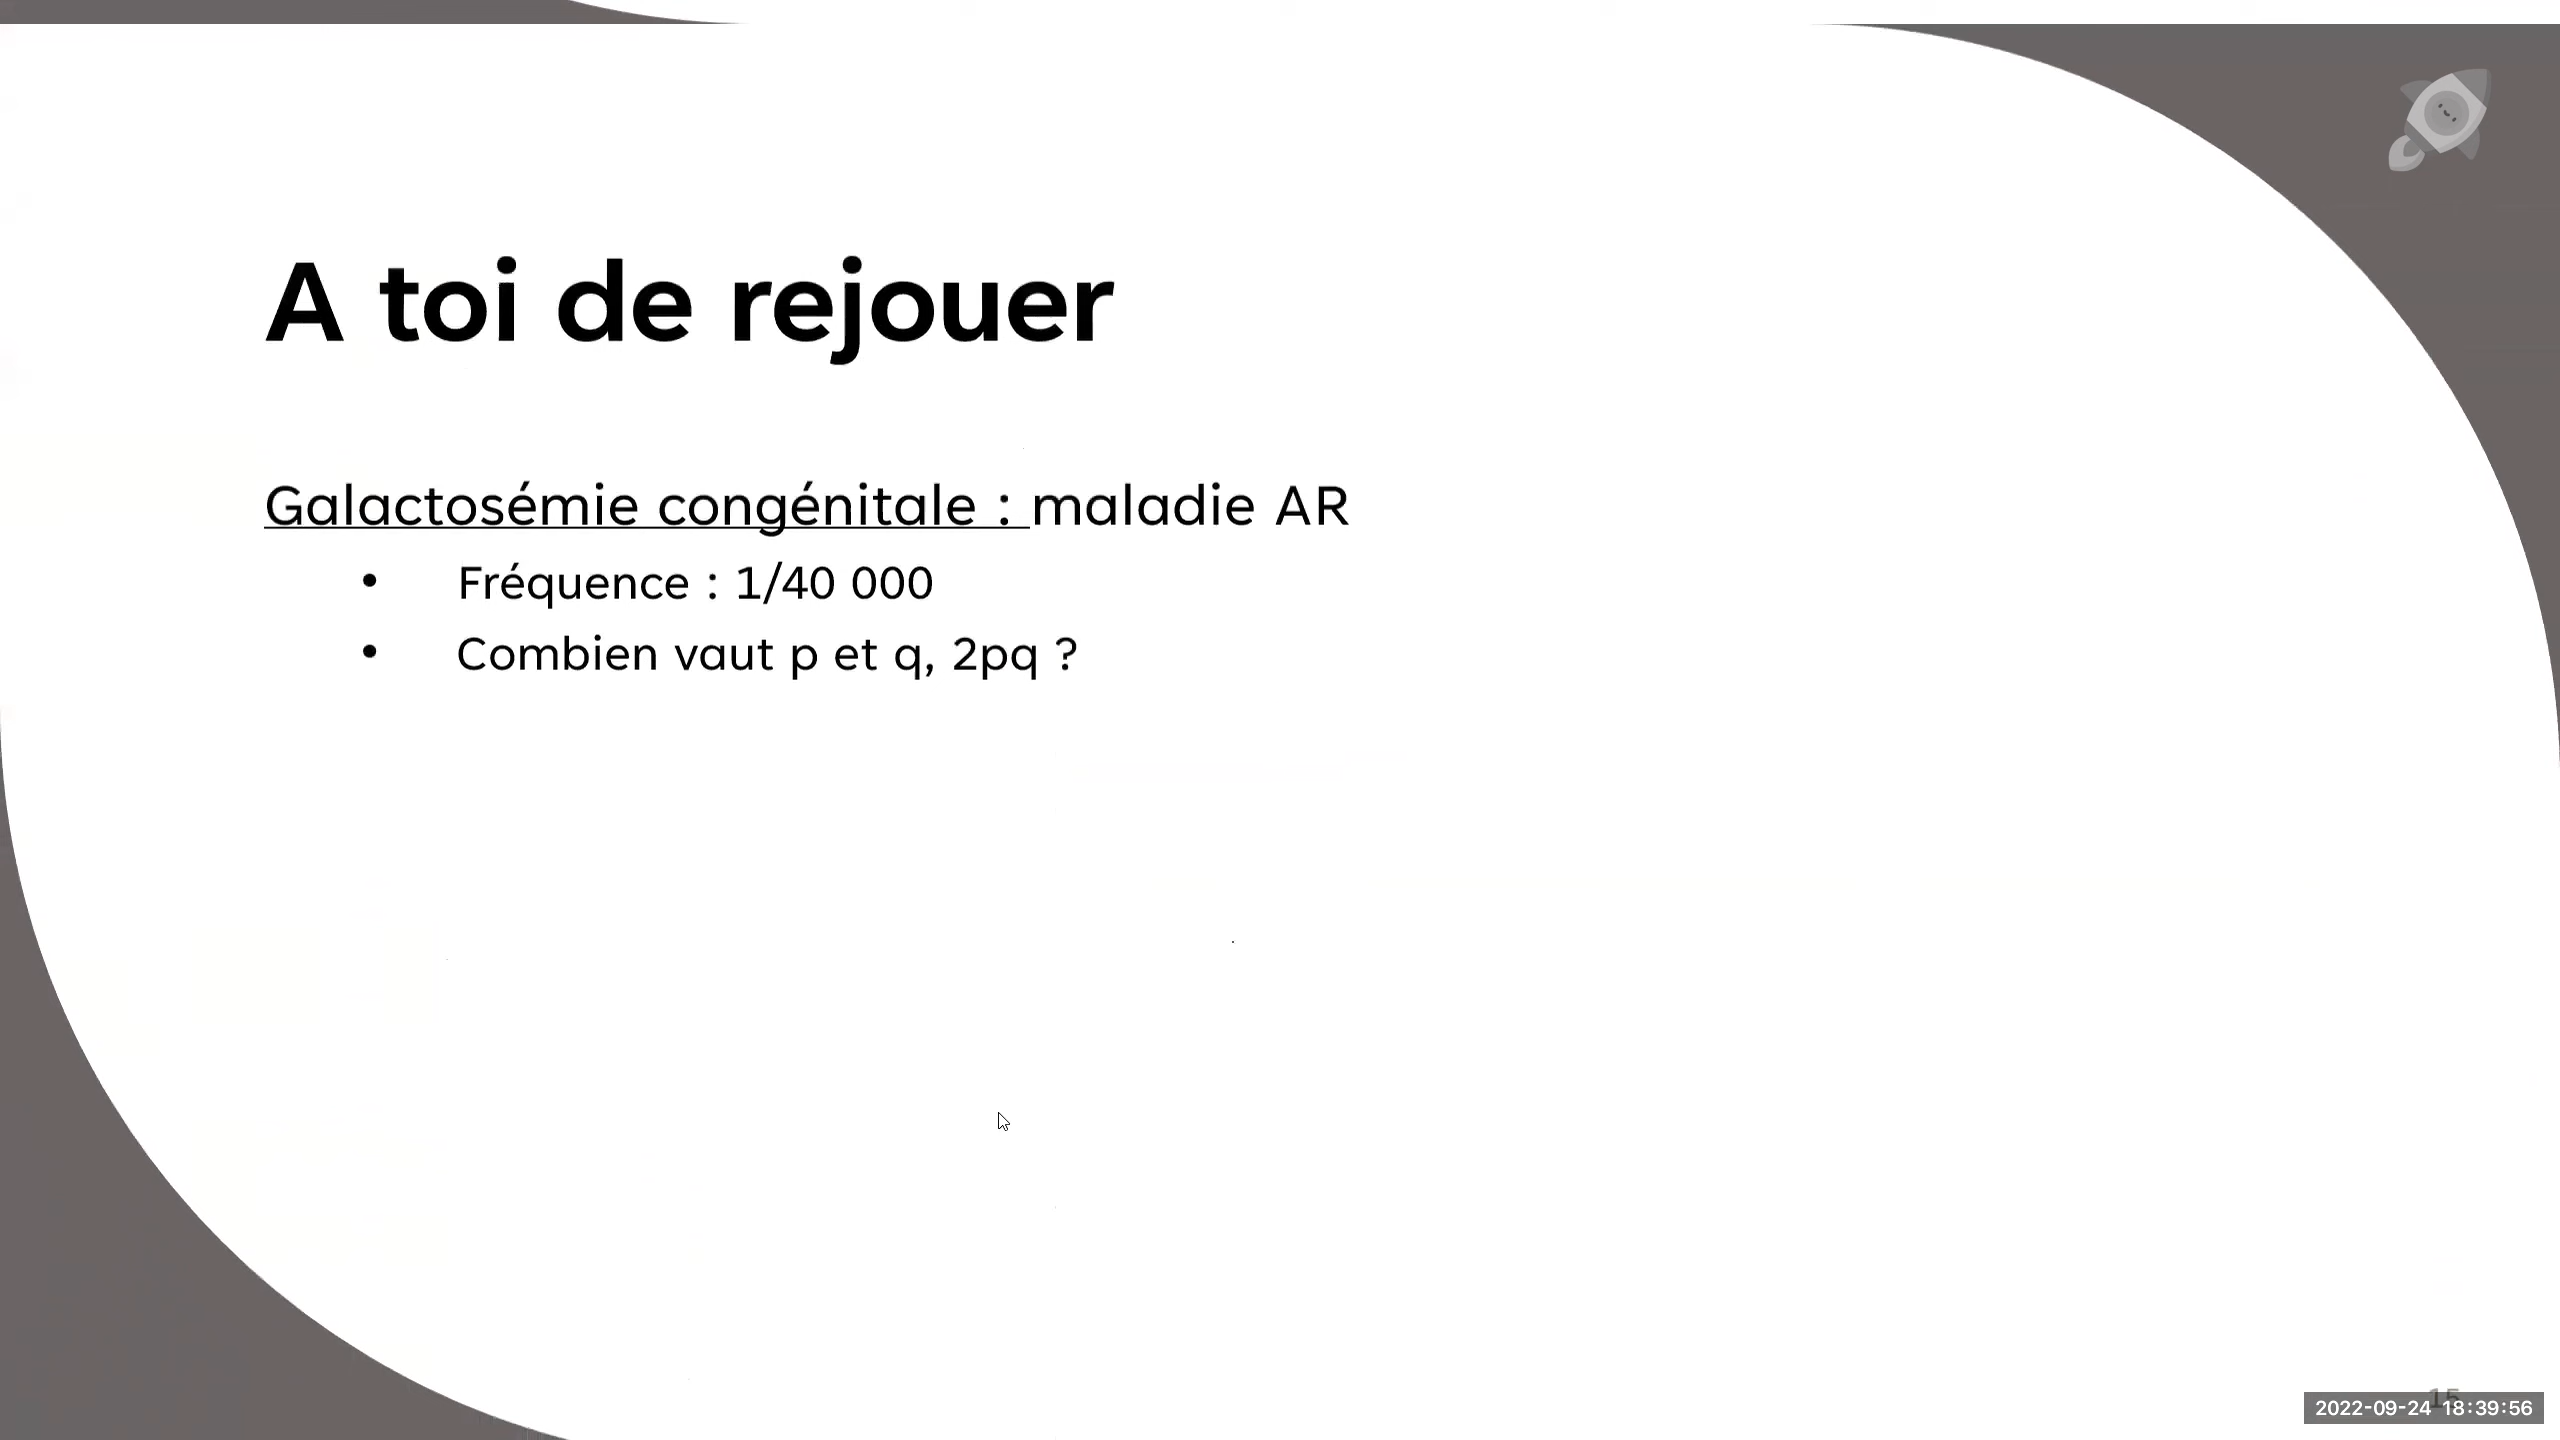 A toi de rejouer
Galactosémie congénitale : maladie AR
• Fréquence : 1/40 000
• Combien vaut p et q, 2pq ?
15
2022-09-24 18:39:56